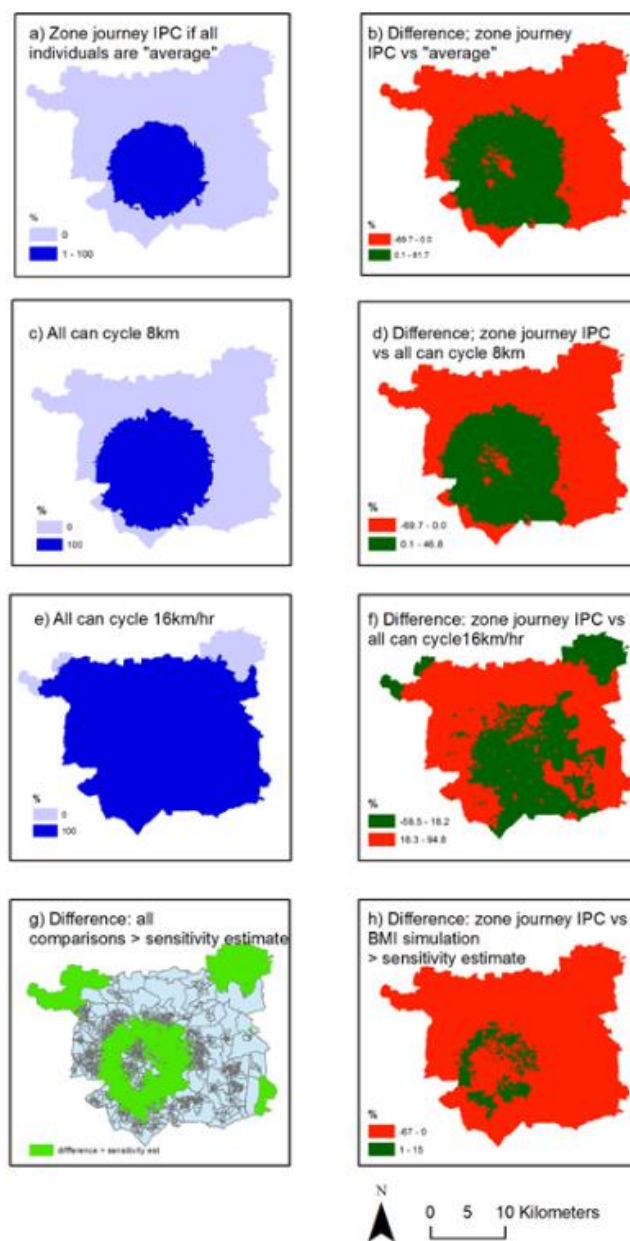 a) Zone journey IPC if all
individuals are "average"
%
0
1 - 100
b) Difference; zone journey
IPC vs "average"
%
-69.7 - 0.0
0.1 - 81.7
c) All can cycle 8km
%
0
100
d) Difference; zone journey IPC
vs all can cycle 8km
%
-69.7 - 0.0
0.1 - 46.8
e) All can cycle 16km/hr
%
0
100
f) Difference: zone journey IPC vs
all can cycle16km/hr
%
-58.5 - 18.2
18.3 - 94.8
g) Difference: all
comparisons > sensitivity estimate
difference > sensitivity est
h) Difference: zone journey IPC vs
BMI simulation
> sensitivity estimate
%
-67 - 0
1 - 15
N
0 5 10 Kilometers